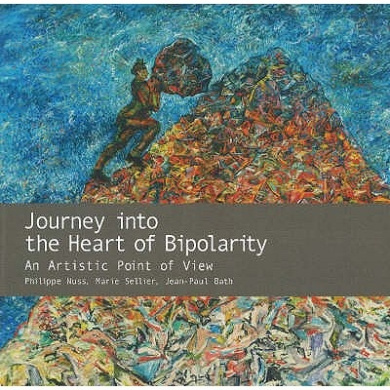 Journey into
the Heart of Bipolarity
An Artistic Point of View
Philippe Nuss, Marie Sellier, Jean-Paul Bath